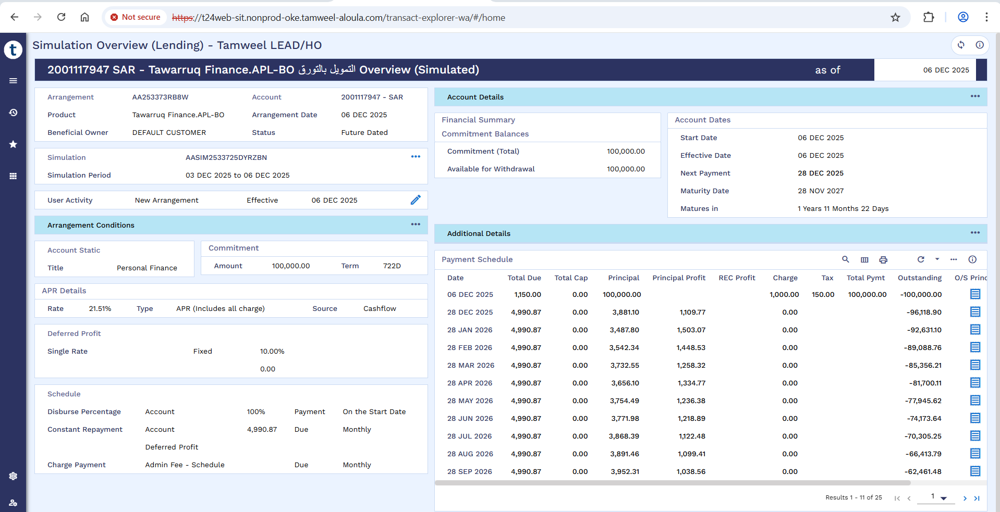 Not secure https://t24web-sit.nonprod-oke.tamweel-aloula.com/transact-explorer-wa/#/home
t
Simulation Overview (Lending) - Tamweel LEAD/HO
2001117947 SAR - Tawarruq Finance.APL-BO التمويل بالتورق Overview (Simulated) as of 06 DEC 2025
Arrangement AA253373RB8W Account 2001117947 - SAR
Product Tawarruq Finance.APL-BO Arrangement Date 06 DEC 2025
Beneficial Owner DEFAULT CUSTOMER Status Future Dated
Simulation AASIM2533725DYRZBN
Simulation Period 03 DEC 2025 to 06 DEC 2025
User Activity New Arrangement Effective 06 DEC 2025
Arrangement Conditions
Account Static
Title Personal Finance
Commitment
Amount 100,000.00 Term 722D
APR Details
Rate 21.51% Type APR (Includes all charge) Source Cashflow
Deferred Profit
Single Rate Fixed 10.00%
0.00
Schedule
Disburse Percentage Account 100% Payment On the Start Date
Constant Repayment Account 4,990.87 Due Monthly
Deferred Profit
Charge Payment Admin Fee - Schedule Due Monthly
Account Details
Financial Summary
Commitment Balances
Commitment (Total) 100,000.00
Available for Withdrawal 100,000.00
Account Dates
Start Date 06 DEC 2025
Effective Date 06 DEC 2025
Next Payment 28 DEC 2025
Maturity Date 28 NOV 2027
Matures in 1 Years 11 Months 22 Days
Additional Details
Payment Schedule
Date Total Due Total Cap Principal Principal Profit REC Profit Charge Tax Total Pymt Outstanding O/S Princ
06 DEC 2025 1,150.00 0.00 100,000.00 1,000.00 150.00 100,000.00 -100,000.00
28 DEC 2025 4,990.87 0.00 3,881.10 1,109.77 0.00 -96,118.90
28 JAN 2026 4,990.87 0.00 3,487.80 1,503.07 0.00 -92,631.10
28 FEB 2026 4,990.87 0.00 3,542.34 1,448.53 0.00 -89,088.76
28 MAR 2026 4,990.87 0.00 3,732.55 1,258.32 0.00 -85,356.21
28 APR 2026 4,990.87 0.00 3,656.10 1,334.77 0.00 -81,700.11
28 MAY 2026 4,990.87 0.00 3,754.49 1,236.38 0.00 -77,945.62
28 JUN 2026 4,990.87 0.00 3,771.98 1,218.89 0.00 -74,173.64
28 JUL 2026 4,990.87 0.00 3,868.39 1,122.48 0.00 -70,305.25
28 AUG 2026 4,990.87 0.00 3,891.46 1,099.41 0.00 -66,413.79
28 SEP 2026 4,990.87 0.00 3,952.31 1,038.56 0.00 -62,461.48
Results 1 - 11 of 25 1